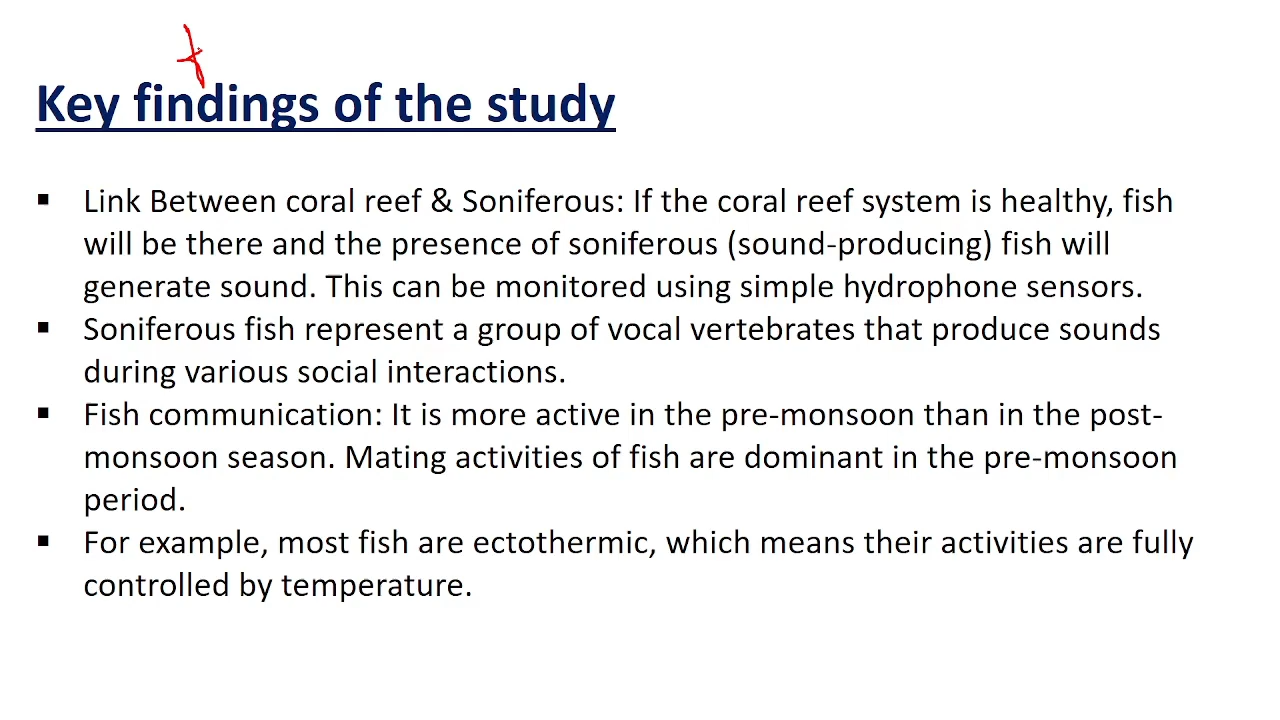 Key findings of the study
▪ Link Between coral reef & Soniferous: If the coral reef system is healthy, fish
will be there and the presence of soniferous (sound-producing) fish will
generate sound. This can be monitored using simple hydrophone sensors.
▪ Soniferous fish represent a group of vocal vertebrates that produce sounds
during various social interactions.
▪ Fish communication: It is more active in the pre-monsoon than in the post-
monsoon season. Mating activities of fish are dominant in the pre-monsoon
period.
▪ For example, most fish are ectothermic, which means their activities are fully
controlled by temperature.